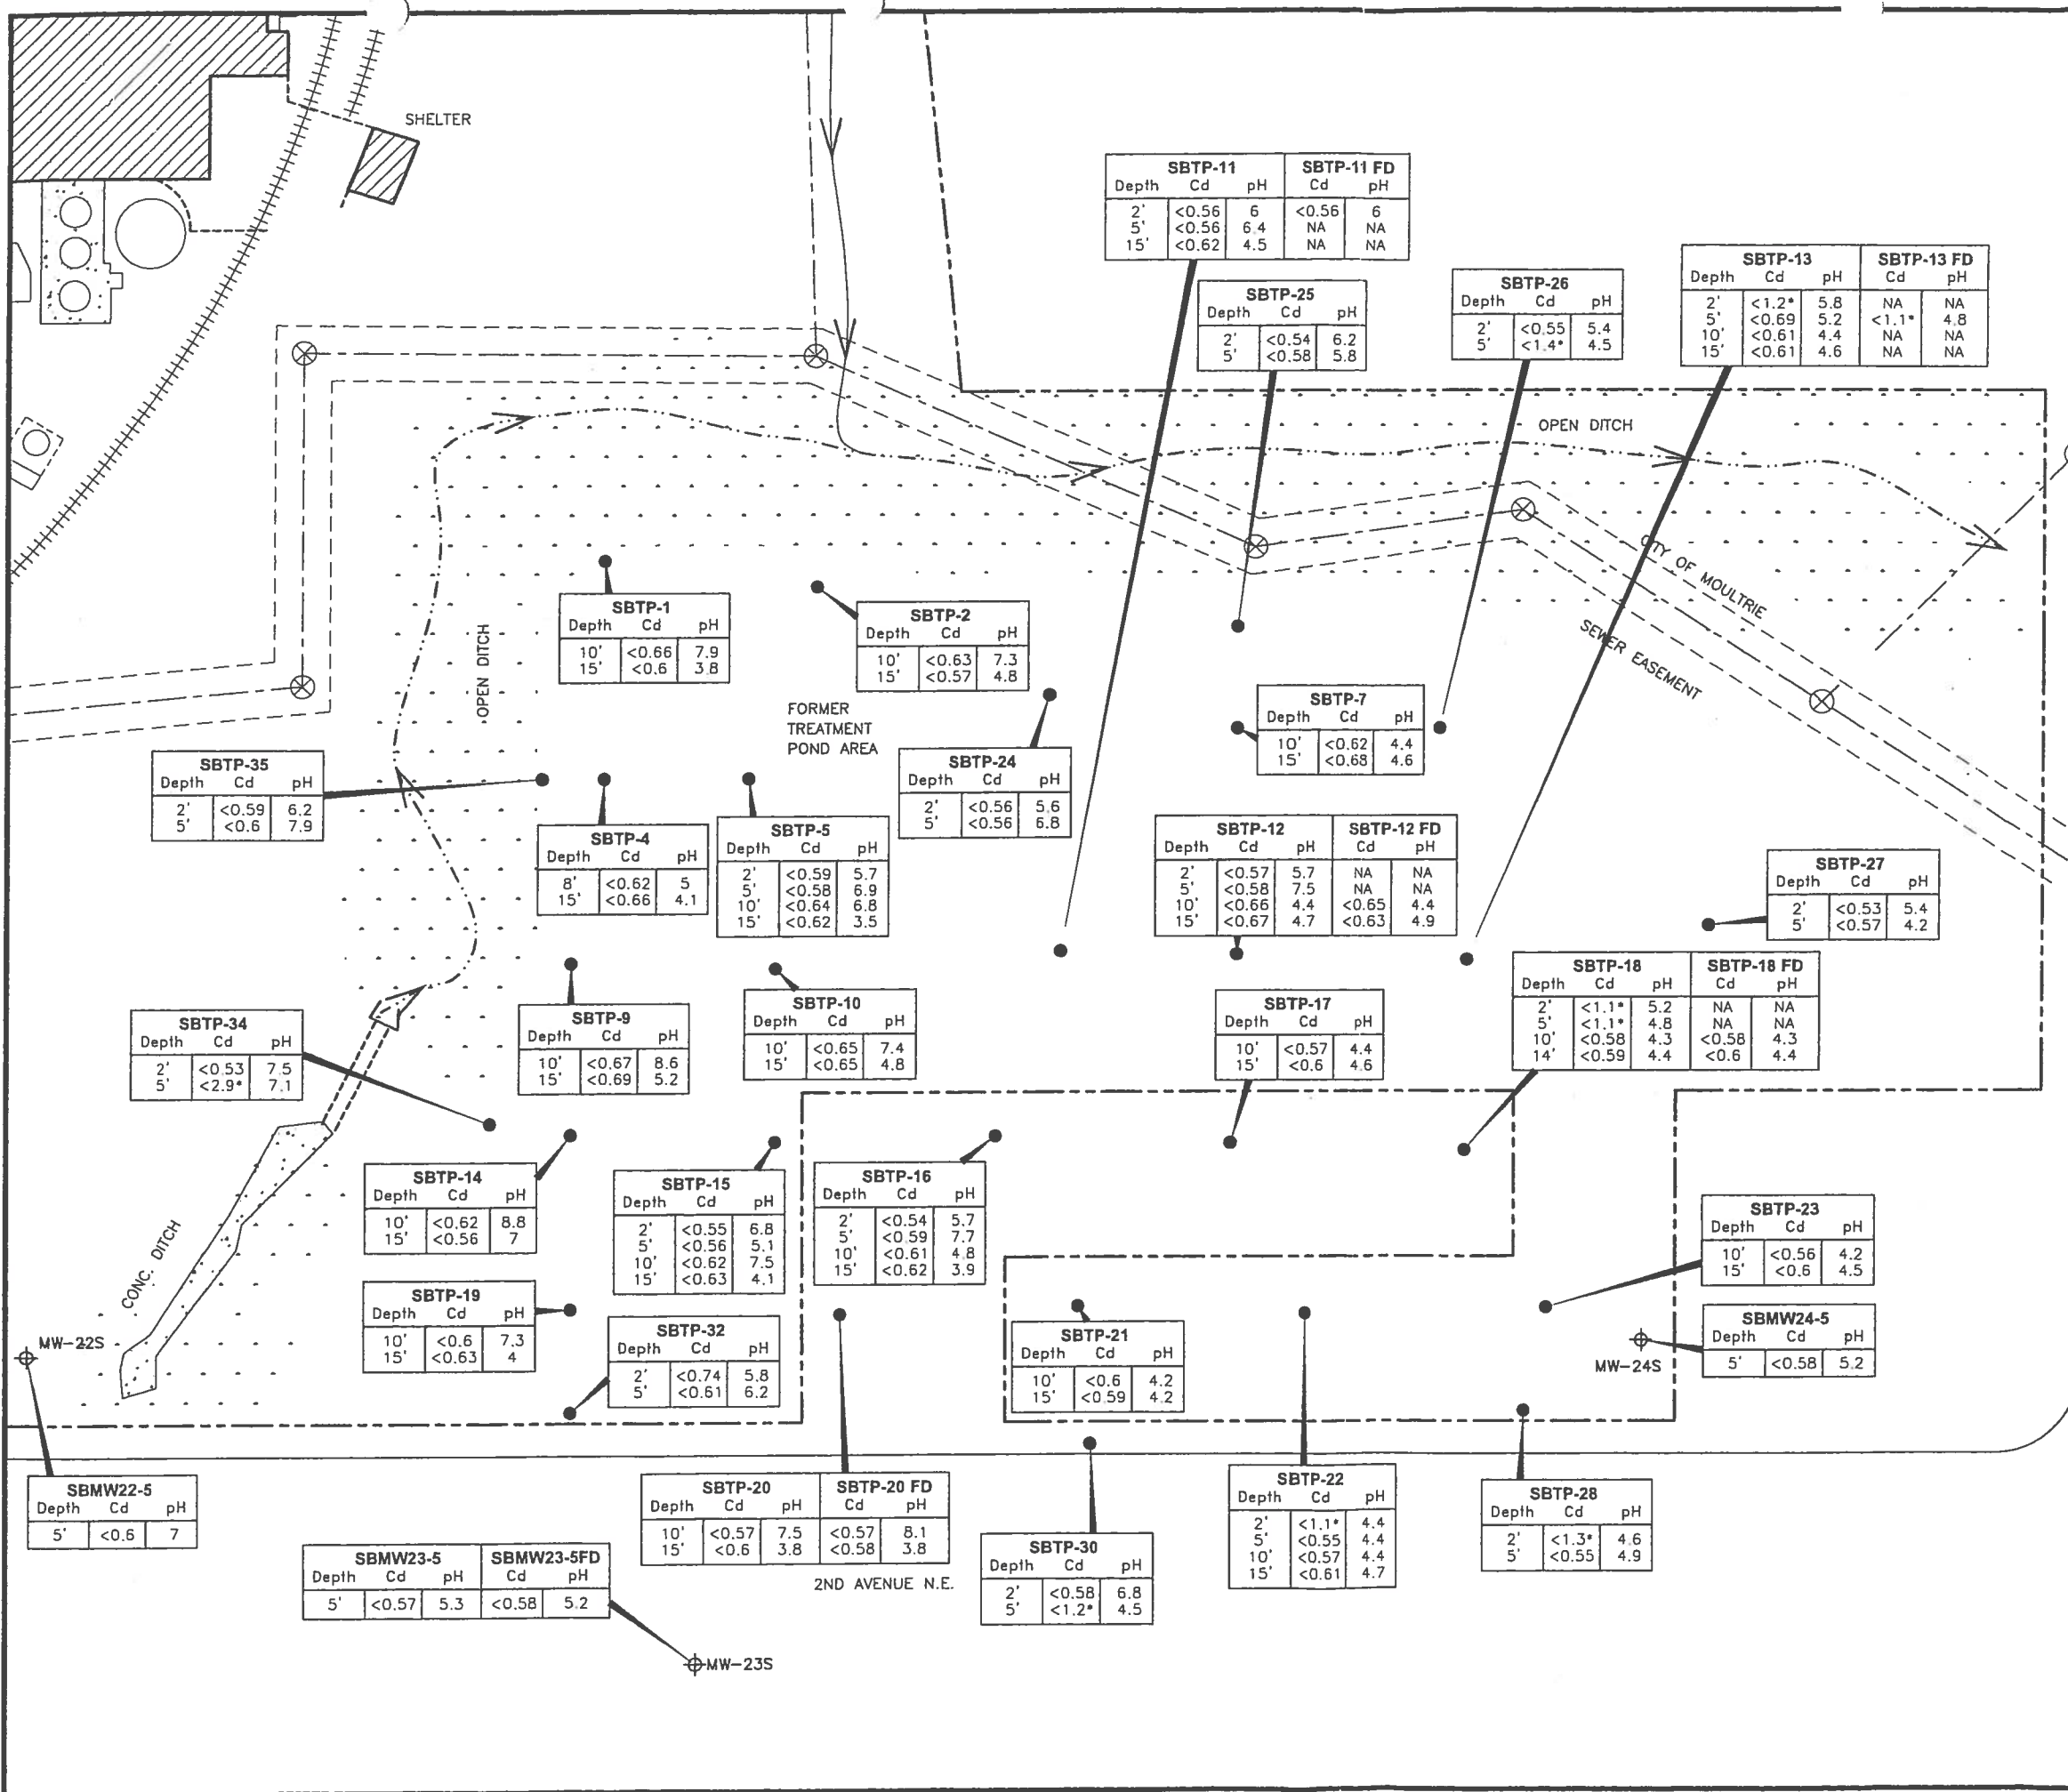 SHELTER
SBTP-11 SBTP-11 FD
Depth Cd pH Cd pH
2' <0.56 6 <0.56 6
5' <0.56 6.4 NA NA
15' <0.62 4.5 NA NA
SBTP-25
Depth Cd pH
2' <0.54 6.2
5' <0.58 5.8
SBTP-26
Depth Cd pH
2' <0.55 5.4
5' <1.4* 4.5
SBTP-13 SBTP-13 FD
Depth Cd pH Cd pH
2' <1.2* 5.8 NA NA
5' <0.69 5.2 <1.1* 4.8
10' <0.61 4.4 NA NA
15' <0.61 4.6 NA NA
OPEN DITCH
CITY OF MOULTRIE
SEWER EASEMENT
OPEN DITCH
SBTP-1
Depth Cd pH
10' <0.66 7.9
15' <0.6 3.8
SBTP-2
Depth Cd pH
10' <0.63 7.3
15' <0.57 4.8
FORMER
TREATMENT
POND AREA
SBTP-7
Depth Cd pH
10' <0.62 4.4
15' <0.68 4.6
SBTP-35
Depth Cd pH
2' <0.59 6.2
5' <0.6 7.9
SBTP-24
Depth Cd pH
2' <0.56 5.6
5' <0.56 6.8
SBTP-4
Depth Cd pH
8' <0.62 5
15' <0.66 4.1
SBTP-5
Depth Cd pH
2' <0.59 5.7
5' <0.58 6.9
10' <0.64 6.8
15' <0.62 3.5
SBTP-12 SBTP-12 FD
Depth Cd pH Cd pH
2' <0.57 5.7 NA NA
5' <0.58 7.5 NA NA
10' <0.66 4.4 <0.65 4.4
15' <0.67 4.7 <0.63 4.9
SBTP-27
Depth Cd pH
2' <0.53 5.4
5' <0.57 4.2
SBTP-34
Depth Cd pH
2' <0.53 7.5
5' <2.9* 7.1
SBTP-9
Depth Cd pH
10' <0.67 8.6
15' <0.69 5.2
SBTP-10
Depth Cd pH
10' <0.65 7.4
15' <0.65 4.8
SBTP-17
Depth Cd pH
10' <0.57 4.4
15' <0.6 4.6
SBTP-18 SBTP-18 FD
Depth Cd pH Cd pH
2' <1.1* 5.2 NA NA
5' <1.1* 4.8 NA NA
10' <0.58 4.3 <0.58 4.3
14' <0.59 4.4 <0.6 4.4
CONC. DITCH
SBTP-14
Depth Cd pH
10' <0.62 8.8
15' <0.56 7
SBTP-15
Depth Cd pH
2' <0.55 6.8
5' <0.56 5.1
10' <0.62 7.5
15' <0.63 4.1
SBTP-16
Depth Cd pH
2' <0.54 5.7
5' <0.59 7.7
10' <0.61 4.8
15' <0.62 3.9
SBTP-23
Depth Cd pH
10' <0.56 4.2
15' <0.6 4.5
SBTP-19
Depth Cd pH
10' <0.6 7.3
15' <0.63 4
SBTP-32
Depth Cd pH
2' <0.74 5.8
5' <0.61 6.2
SBTP-21
Depth Cd pH
10' <0.6 4.2
15' <0.59 4.2
SBMW24-5
Depth Cd pH
5' <0.58 5.2
MW-22S
MW-24S
SBMW22-5
Depth Cd pH
5' <0.6 7
SBTP-20 SBTP-20 FD
Depth Cd pH Cd pH
10' <0.57 7.5 <0.57 8.1
15' <0.6 3.8 <0.58 3.8
SBTP-22
Depth Cd pH
2' <1.1* 4.4
5' <0.55 4.4
10' <0.57 4.4
15' <0.61 4.7
SBTP-28
Depth Cd pH
2' <1.3* 4.6
5' <0.55 4.9
SBMW23-5 SBMW23-5FD
Depth Cd pH Cd pH
5' <0.57 5.3 <0.58 5.2
2ND AVENUE N.E.
SBTP-30
Depth Cd pH
2' <0.58 6.8
5' <1.2* 4.5
MW-23S